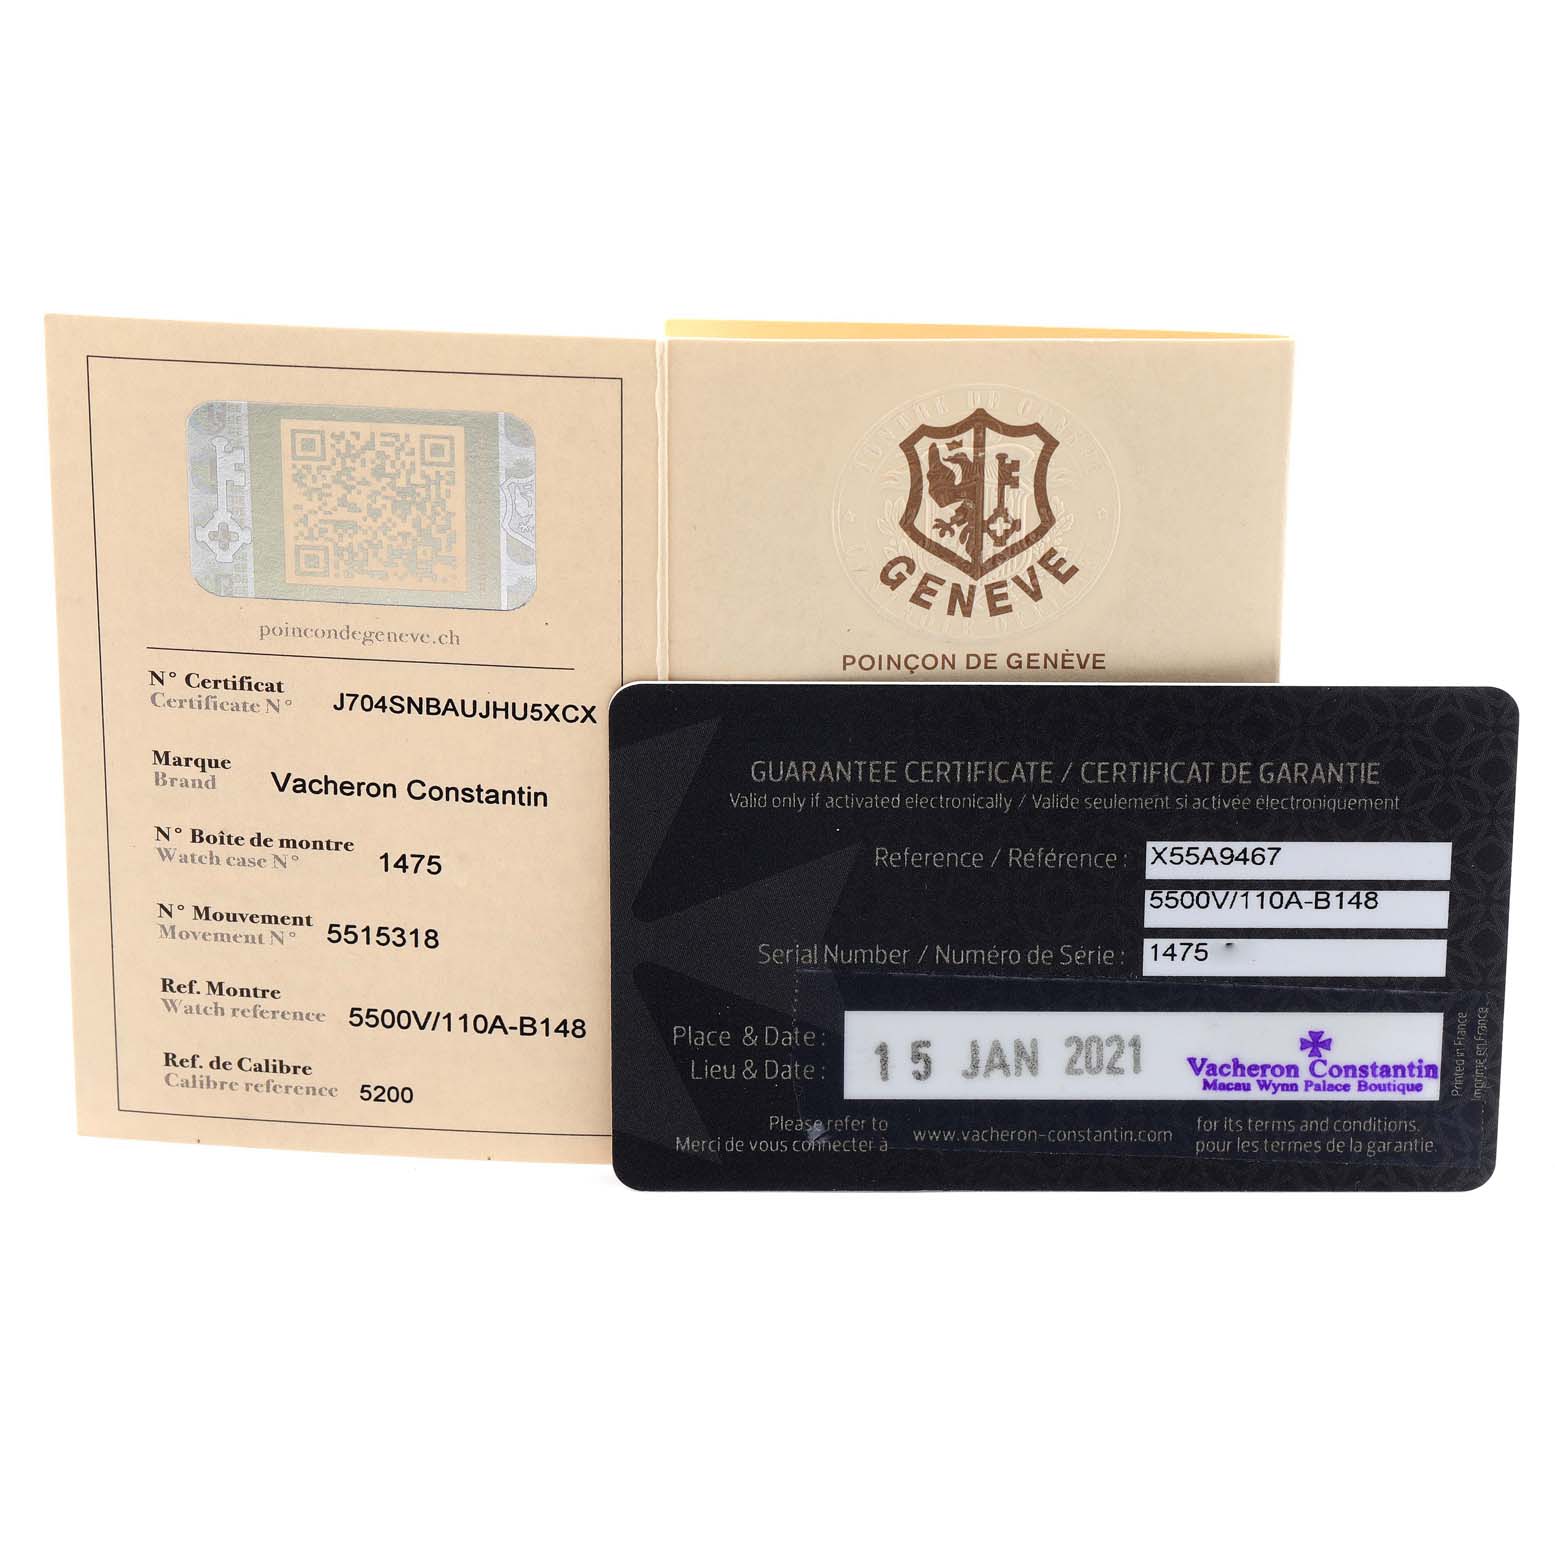 poincondegeneve.ch
N° Certificat
Certificate N°
J704SNBAUJHU5XCX
Marque
Brand
Vacheron Constantin
N° Boîte de montre
Watch case N°
1475
N° Mouvement
Movement N°
5515318
Ref. Montre
Watch reference
5500V/110A-B148
Ref. de Calibre
Calibre reference
5200
GENEVE
POINÇON DE GENÈVE
GUARANTEE CERTIFICATE / CERTIFICAT DE GARANTIE
Valid only if activated electronically / Valide seulement si activée électroniquement
Reference / Référence : X55A9467
5500V/110A-B148
Serial Number / Numéro de Série : 1475
Place & Date :
Lieu & Date :
15 JAN 2021
Vacheron Constantin
Macau Wynn Palace Boutique
Printed in France
Imprimé en France
Please refer to
Merci de vous connecter à
www.vacheron-constantin.com
for its terms and conditions.
pour les termes de la garantie.